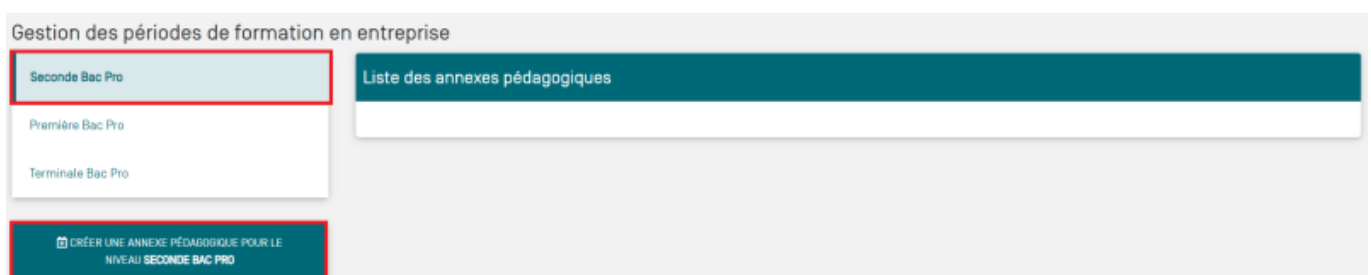 Gestion des périodes de formation en entreprise
Seconde Bac Pro
Première Bac Pro
Terminale Bac Pro
CRÉER UNE ANNEXE PÉDAGOGIQUE POUR LE
NIVEAU SECONDE BAC PRO
Liste des annexes pédagogiques